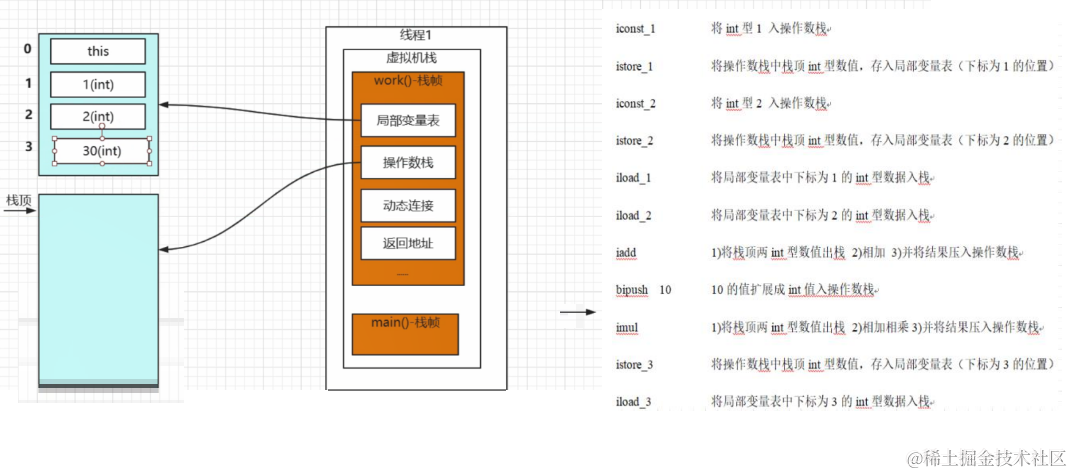 0
this
1
1(int)
2
2(int)
3
30(int)
栈顶
线程1
虚拟机栈
work()-栈帧
局部变量表
操作数栈
动态连接
返回地址
main()-栈帧
iconst_1 将 int 型 1 入操作数栈
istore_1 将操作数栈中栈顶 int 型数值，存入局部变量表（下标为 1 的位置）
iconst_2 将 int 型 2 入操作数栈
istore_2 将操作数栈中栈顶 int 型数值，存入局部变量表（下标为 2 的位置）
iload_1 将局部变量表中下标为 1 的 int 型数据入栈
iload_2 将局部变量表中下标为 2 的 int 型数据入栈
iadd 1)将栈顶两 int 型数值出栈 2)相加 3)并将结果压入操作数栈
bipush 10 10 的值扩展成 int 值入操作数栈
imul 1)将栈顶两 int 型数值出栈 2)相加相乘 3)并将结果压入操作数栈
istore_3 将操作数栈中栈顶 int 型数值，存入局部变量表（下标为 3 的位置）
iload_3 将局部变量表中下标为 3 的 int 型数据入栈
@稀土掘金技术社区